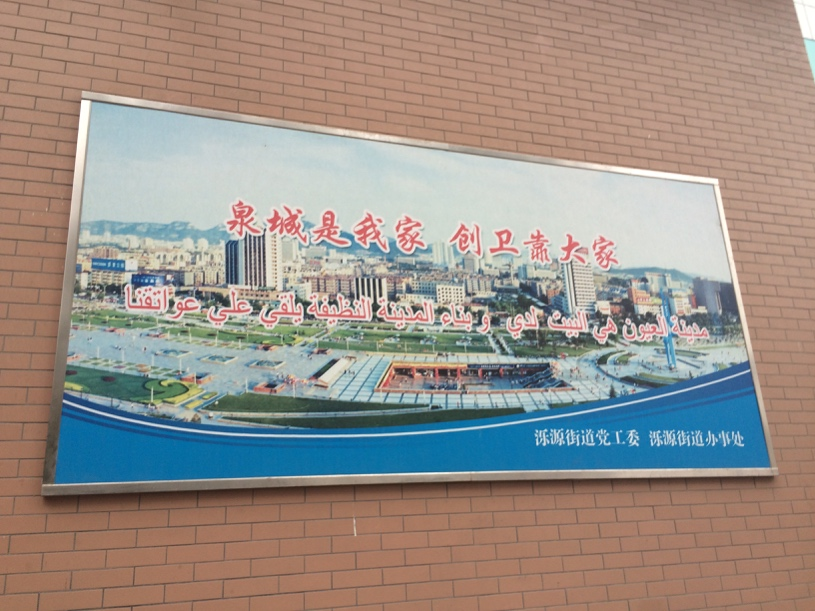 泉城是我家 创卫靠大家
مدينة العيون هي البيت لدي و بناء المدينة النظيفة يلقي علي عواتقنا
泺源街道党工委 泺源街道办事处